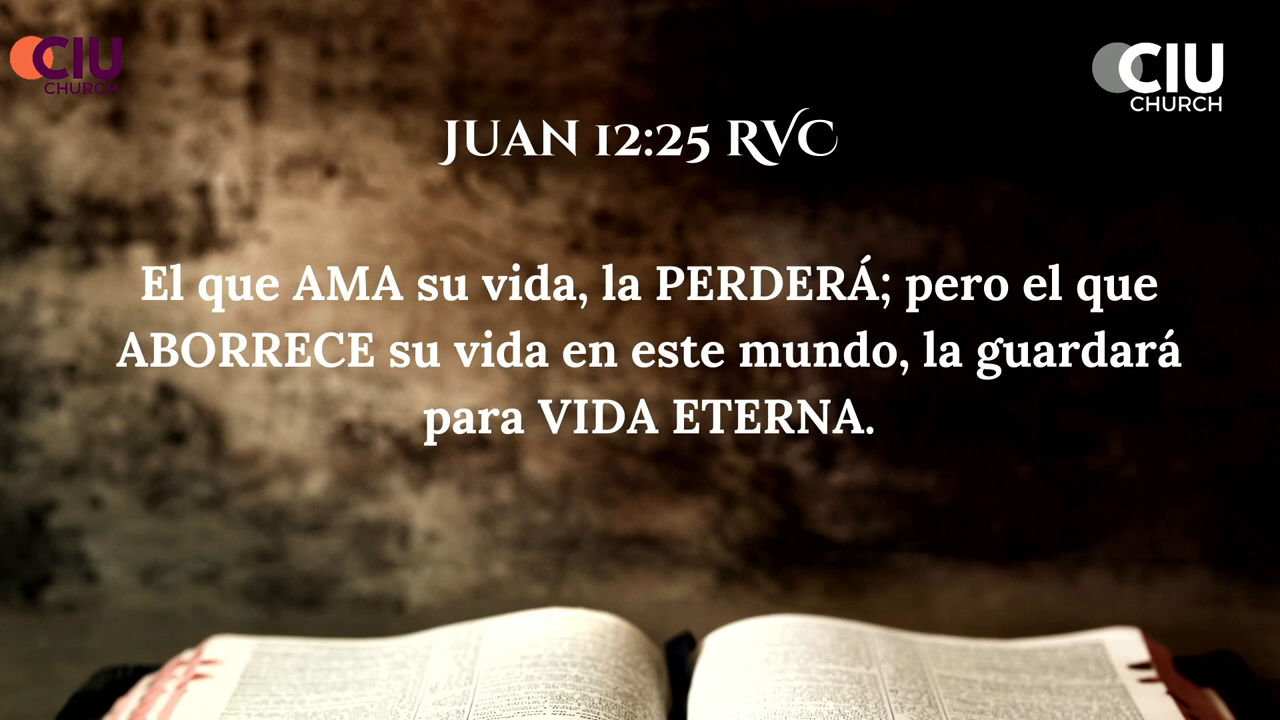 CIU
CHURCH
CIU
CHURCH
JUAN 12:25 RVC
El que AMA su vida, la PERDERÁ; pero el que
ABORRECE su vida en este mundo, la guardará
para VIDA ETERNA.